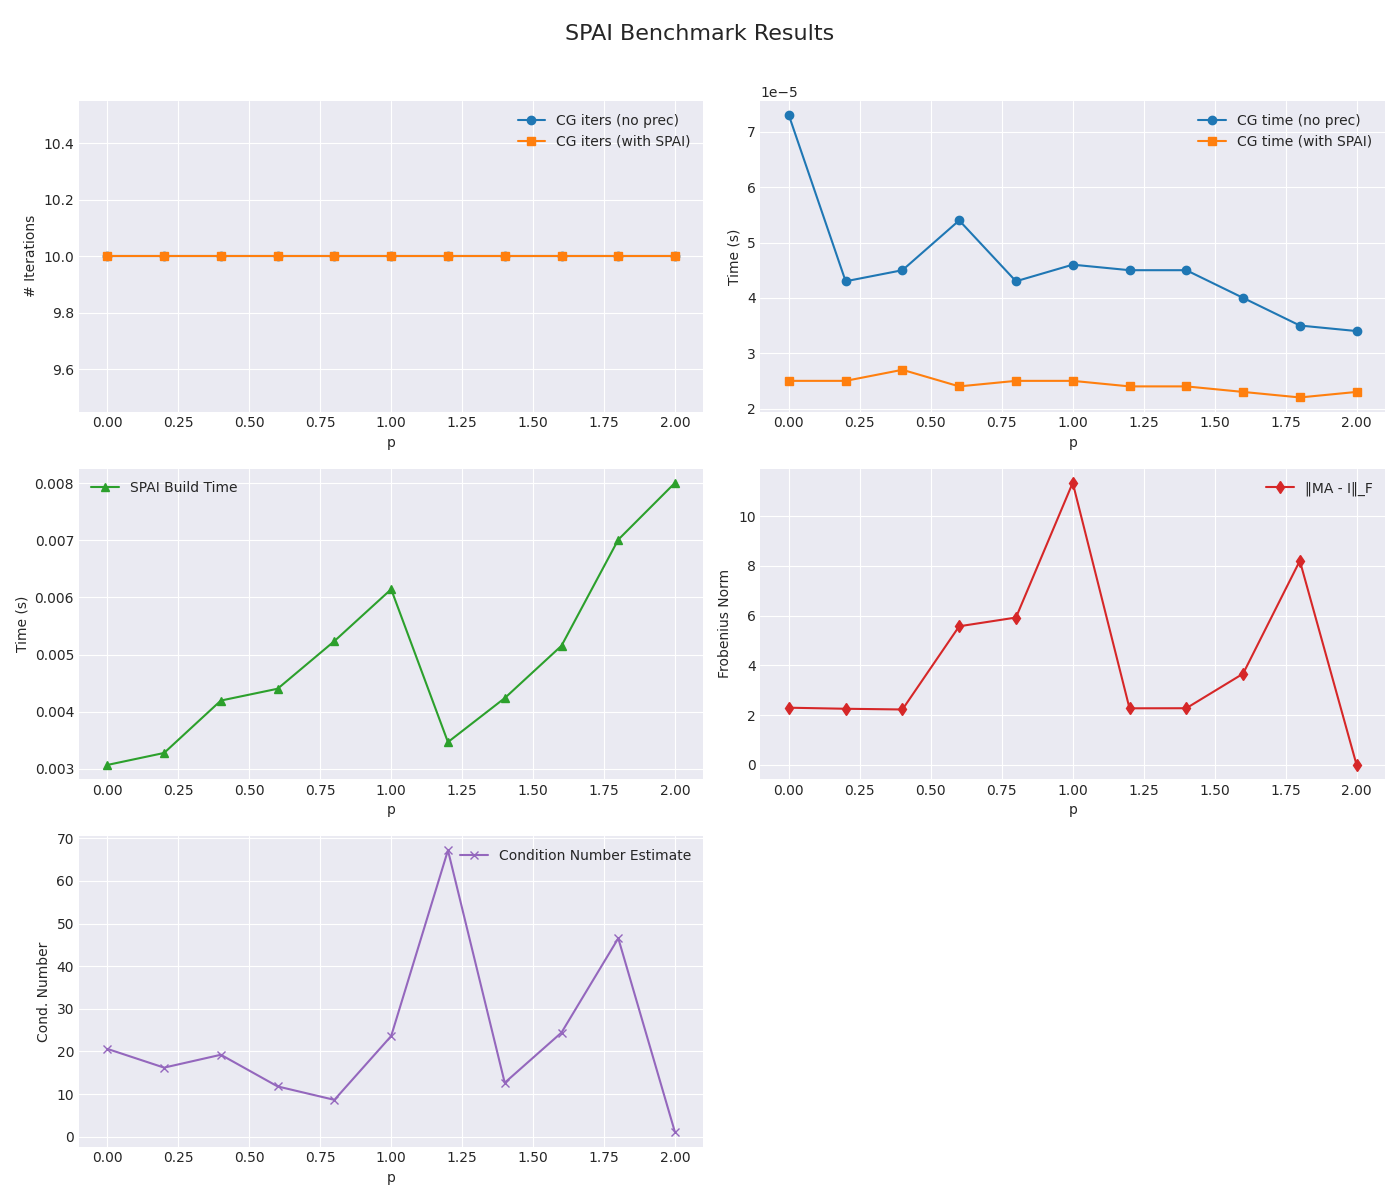 SPAI Benchmark Results
CG iters (no prec)
CG iters (with SPAI)
10.4
10.2
10.0
9.8
9.6
# Iterations
0.00 0.25 0.50 0.75 1.00 1.25 1.50 1.75 2.00
p
1e−5
CG time (no prec)
CG time (with SPAI)
7
6
5
4
3
2
Time (s)
0.00 0.25 0.50 0.75 1.00 1.25 1.50 1.75 2.00
p
SPAI Build Time
0.008
0.007
0.006
0.005
0.004
0.003
Time (s)
0.00 0.25 0.50 0.75 1.00 1.25 1.50 1.75 2.00
p
‖MA - I‖_F
10
8
6
4
2
0
Frobenius Norm
0.00 0.25 0.50 0.75 1.00 1.25 1.50 1.75 2.00
p
Condition Number Estimate
70
60
50
40
30
20
10
0
Cond. Number
0.00 0.25 0.50 0.75 1.00 1.25 1.50 1.75 2.00
p